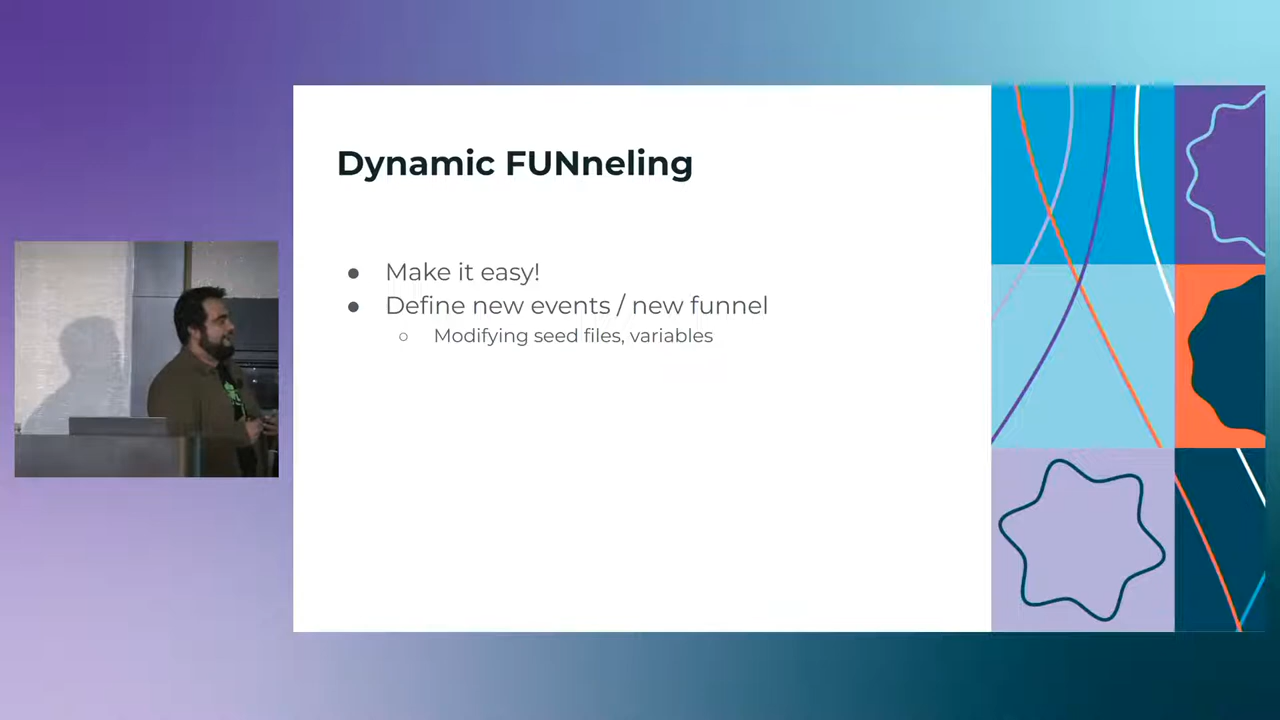 Dynamic FUNneling
● Make it easy!
● Define new events / new funnel
○ Modifying seed files, variables